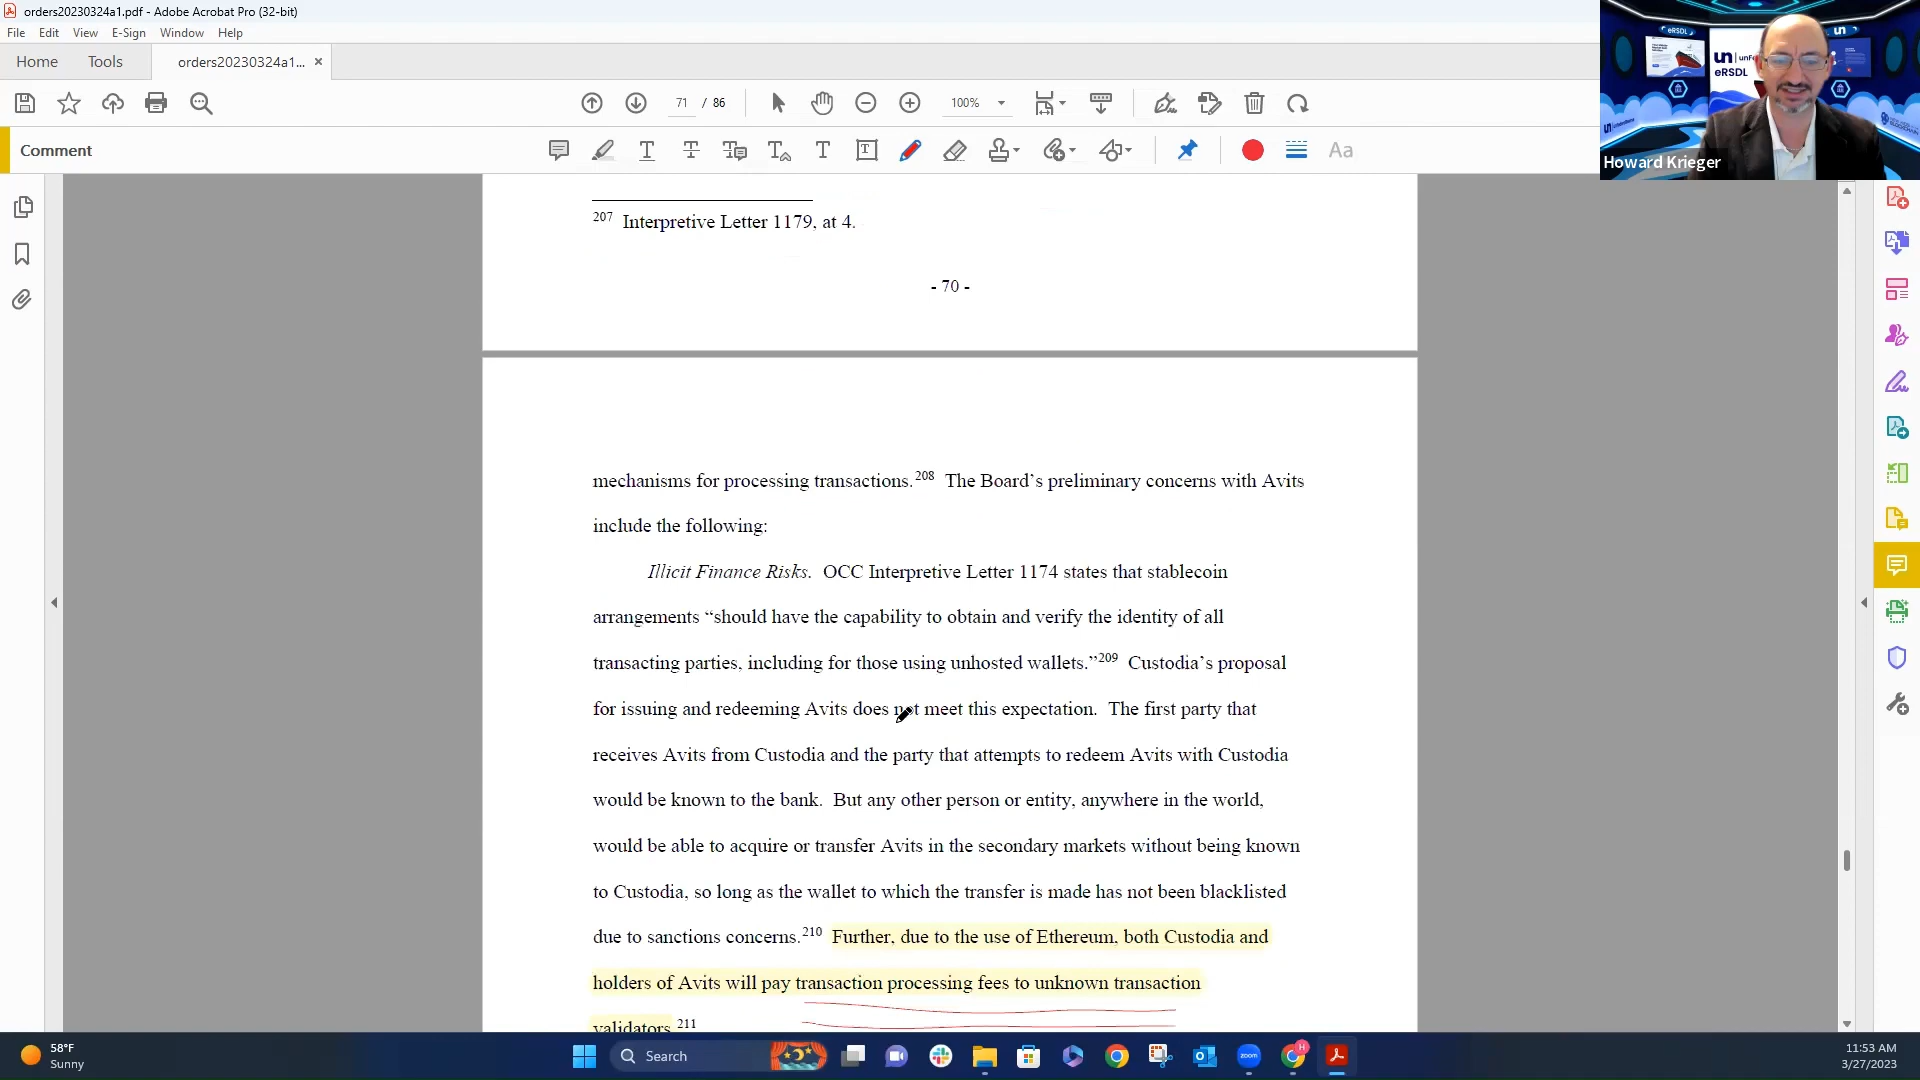 orders20230324a1.pdf - Adobe Acrobat Pro (32-bit)
File Edit View E-Sign Window Help
Home Tools orders20230324a1... ×
71 / 86 100%
Comment
Aa
eRSDL
un
eRSDL
un
Howard Krieger
207 Interpretive Letter 1179, at 4.
- 70 -
mechanisms for processing transactions.208 The Board’s preliminary concerns with Avits
include the following:
Illicit Finance Risks. OCC Interpretive Letter 1174 states that stablecoin
arrangements “should have the capability to obtain and verify the identity of all
transacting parties, including for those using unhosted wallets.”209 Custodia’s proposal
for issuing and redeeming Avits does not meet this expectation. The first party that
receives Avits from Custodia and the party that attempts to redeem Avits with Custodia
would be known to the bank. But any other person or entity, anywhere in the world,
would be able to acquire or transfer Avits in the secondary markets without being known
to Custodia, so long as the wallet to which the transfer is made has not been blacklisted
due to sanctions concerns.210 Further, due to the use of Ethereum, both Custodia and
holders of Avits will pay transaction processing fees to unknown transaction
validators.211
58°F
Sunny
Search
zoom
H
11:53 AM
3/27/2023